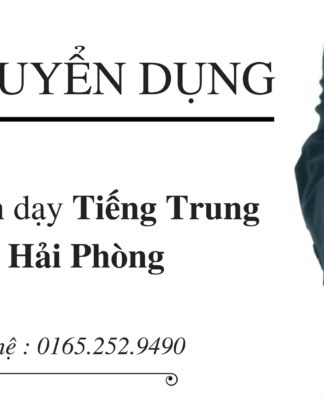 UYỂN DỤNG
dạy Tiếng Trung
Hải Phòng
hệ : 0165.252.9490